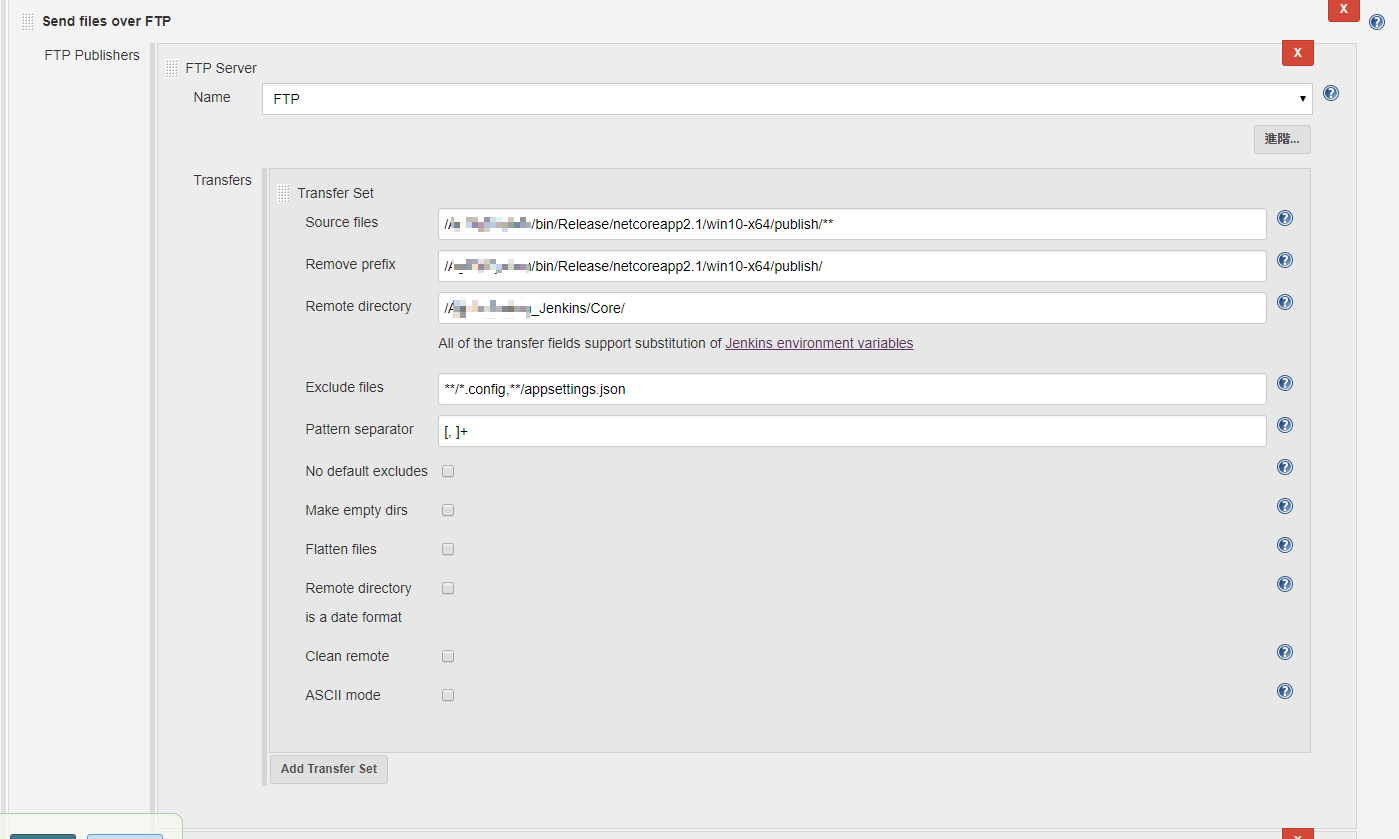 Send files over FTP
X
FTP Publishers
X
FTP Server
Name
FTP
進階...
Transfers
Transfer Set
Source files
/bin/Release/netcoreapp2.1/win10-x64/publish/**
Remove prefix
/bin/Release/netcoreapp2.1/win10-x64/publish/
Remote directory
_Jenkins/Core/
All of the transfer fields support substitution of Jenkins environment variables
Exclude files
**/*.config,**/appsettings.json
Pattern separator
[, ]+
No default excludes
Make empty dirs
Flatten files
Remote directory
is a date format
Clean remote
ASCII mode
Add Transfer Set
X